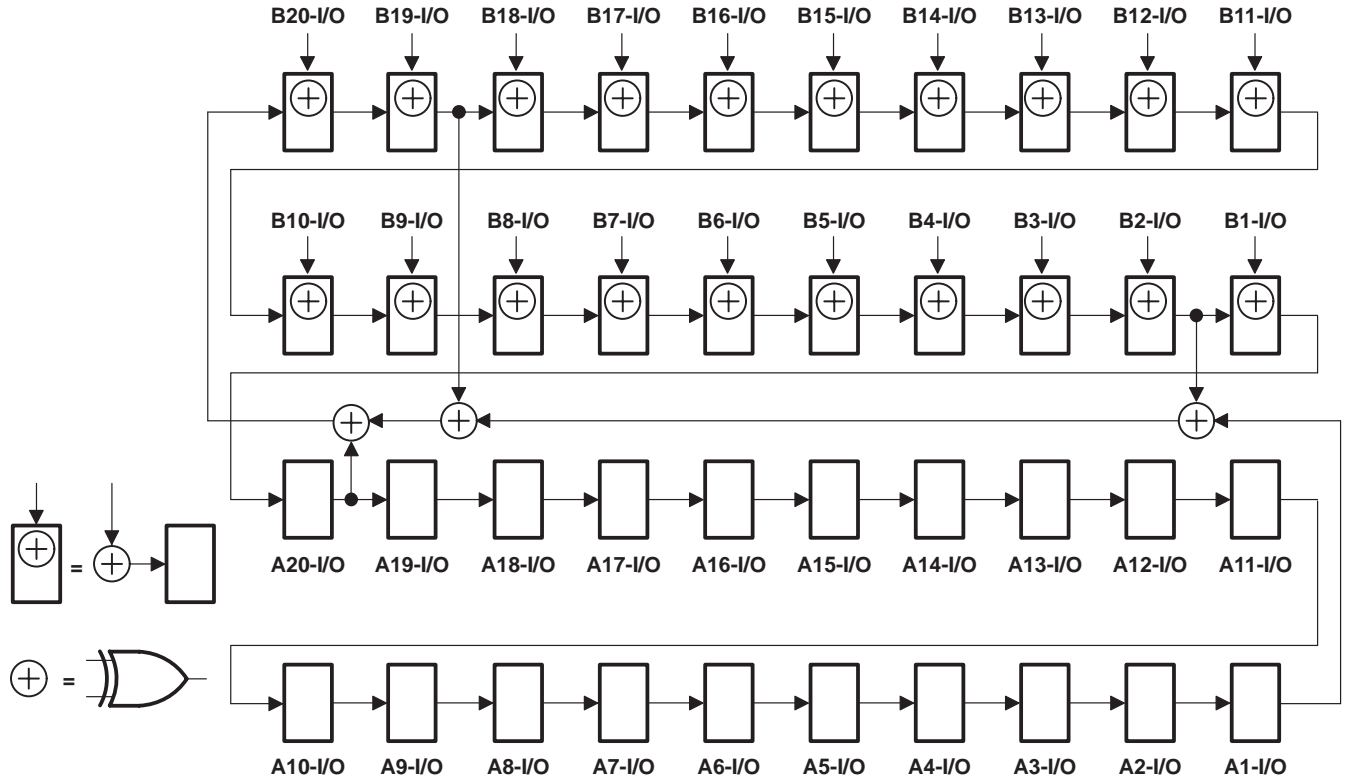 B20-I/O B19-I/O B18-I/O B17-I/O B16-I/O B15-I/O B14-I/O B13-I/O B12-I/O B11-I/O
B10-I/O B9-I/O B8-I/O B7-I/O B6-I/O B5-I/O B4-I/O B3-I/O B2-I/O B1-I/O
A20-I/O A19-I/O A18-I/O A17-I/O A16-I/O A15-I/O A14-I/O A13-I/O A12-I/O A11-I/O
=
=
A10-I/O A9-I/O A8-I/O A7-I/O A6-I/O A5-I/O A4-I/O A3-I/O A2-I/O A1-I/O